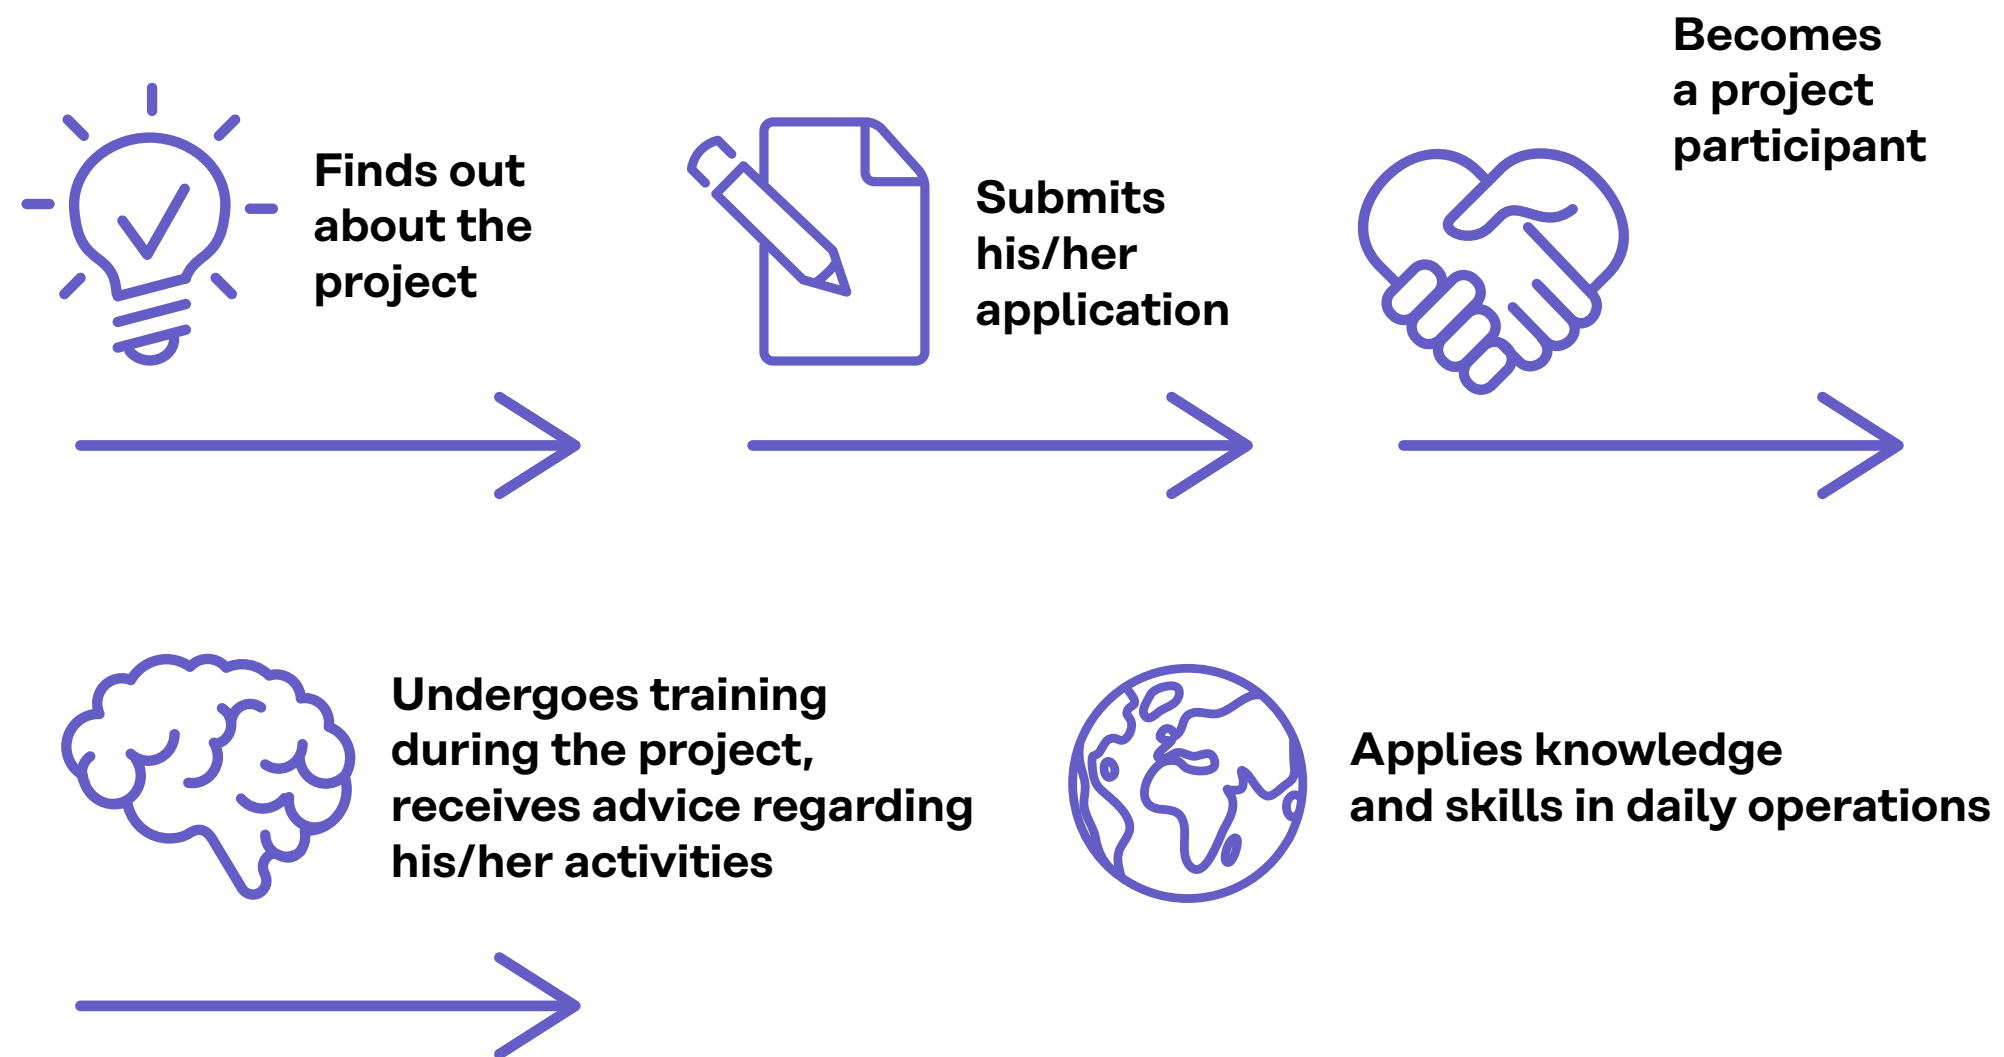 Finds out
about the
project
Submits
his/her
application
Becomes
a project
participant
Undergoes training
during the project,
receives advice regarding
his/her activities
Applies knowledge
and skills in daily operations